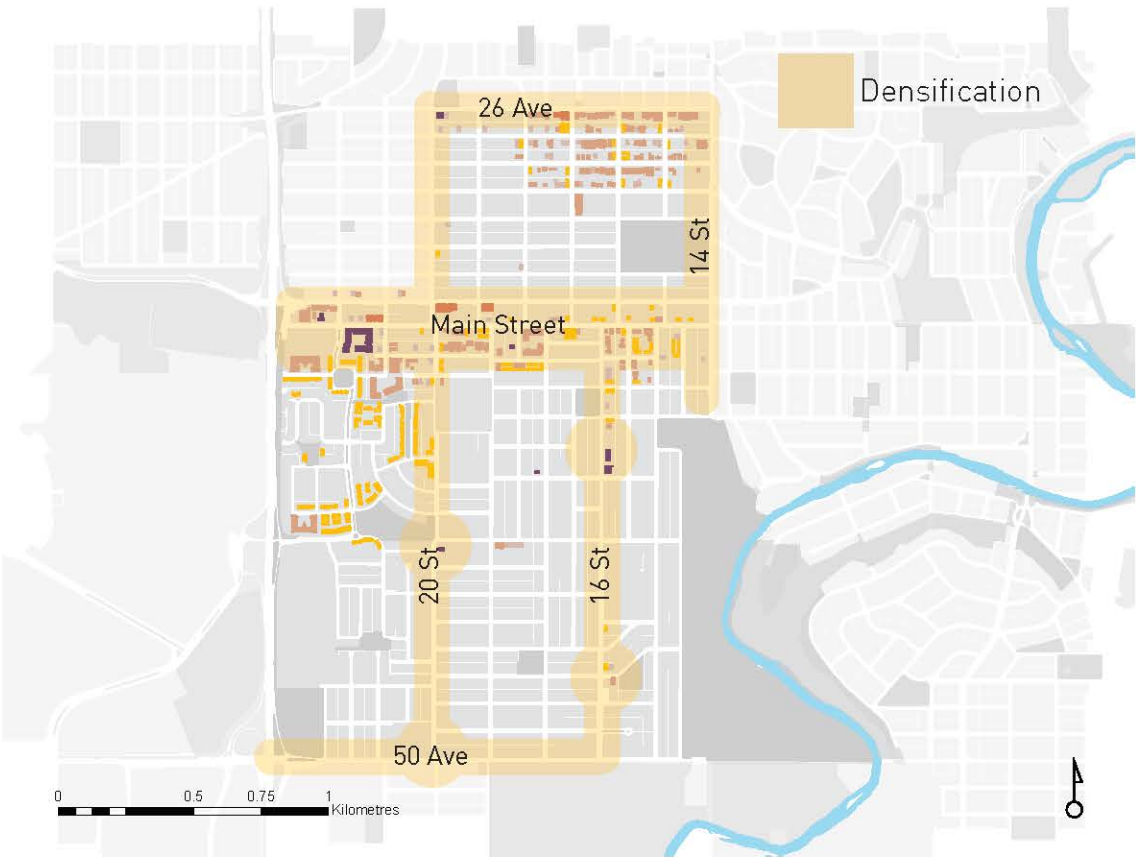 26 Ave
Densification
14 St
Main Street
20 St
16 St
50 Ave
0 0.5 0.75 1
Kilometres